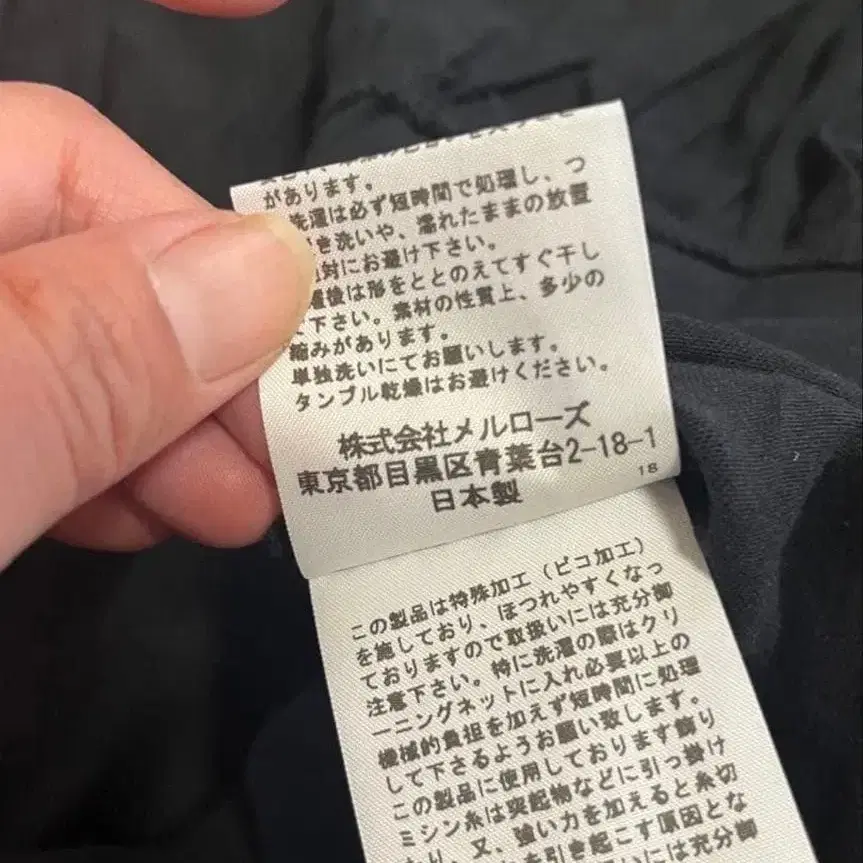 があります。
洗濯は必ず短時間で処理し、つ
き洗いや、濡れたままの放置
対にお避け下さい。
濯後は形をととのえてすぐ干し
下さい。素材の性質上、多少の
縮みがあります。
単独洗いにてお願いします。
タンブル乾燥はお避けください。
株式会社メルローズ
東京都目黒区青葉台2-18-1
日本製
18
この製品は特殊加工（ピコ加工）
を施しており、ほつれやすくなっ
ておりますので取扱いには充分御
注意下さい。特に洗濯の際はクリ
ーニングネットに入れ必要以上の
機械的負担を加えず短時間に処理
して下さるようお願い致します。
この製品に使用しております飾り
ミシン糸は突起物などに引っ掛け
たり、又、強い力を加えると糸切
を引き起こす原因とな
いには充分御